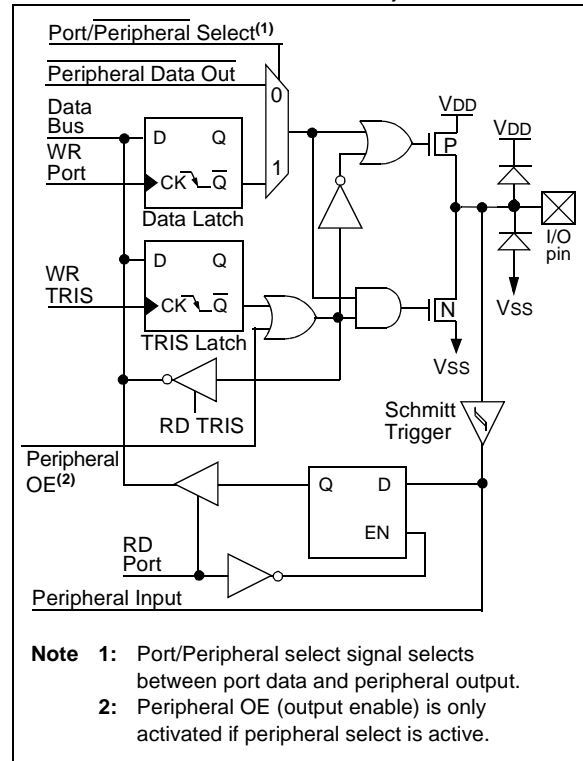 Port/Peripheral Select(1)
Peripheral Data Out
0
1
Data
Bus
WR
Port
D Q
CK Q
Data Latch
VDD
P
VDD
I/O
pin
WR
TRIS
D Q
CK Q
TRIS Latch
N
VSS
VSS
RD TRIS
Schmitt
Trigger
Peripheral
OE(2)
Q D
EN
RD
Port
Peripheral Input
Note 1: Port/Peripheral select signal selects
between port data and peripheral output.
2: Peripheral OE (output enable) is only
activated if peripheral select is active.